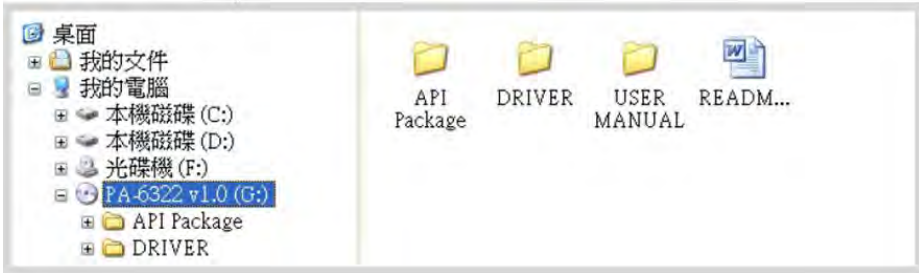 桌面
我的文件
我的電腦
本機磁碟 (C:)
本機磁碟 (D:)
光碟機 (F:)
PA-6322 v1.0 (G:)
API Package
DRIVER
API
Package
DRIVER
USER
MANUAL
READM...